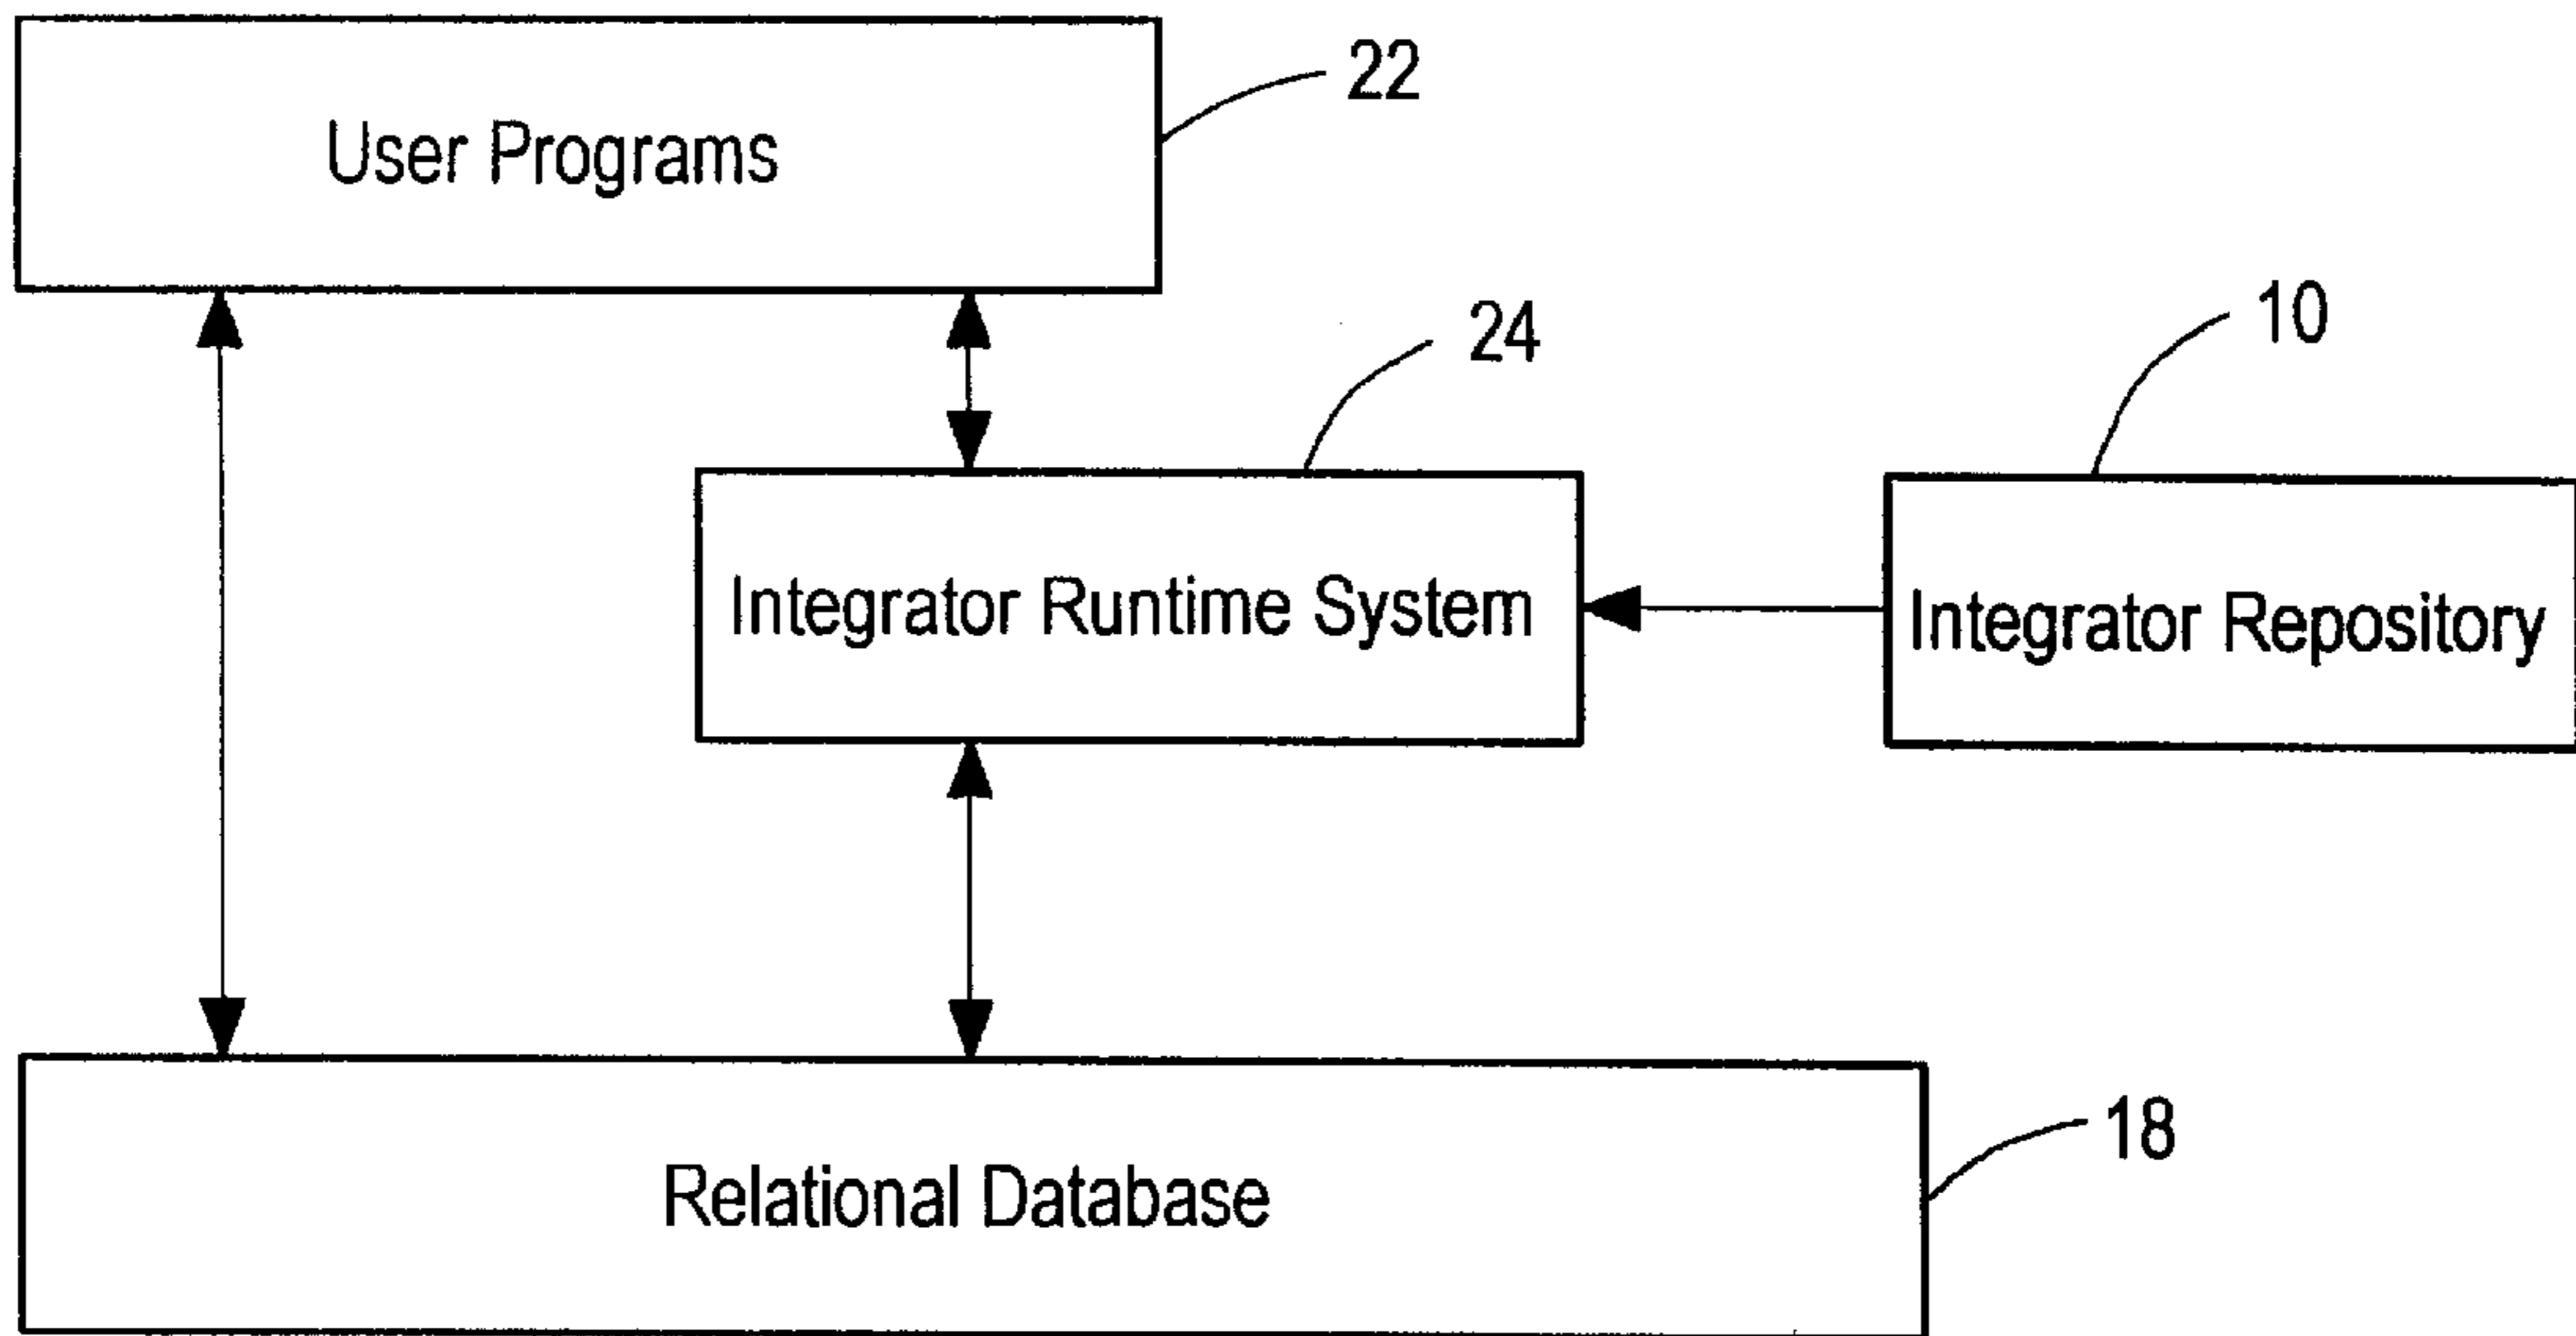 22
User Programs
24
10
Integrator Runtime System
Integrator Repository
18
Relational Database